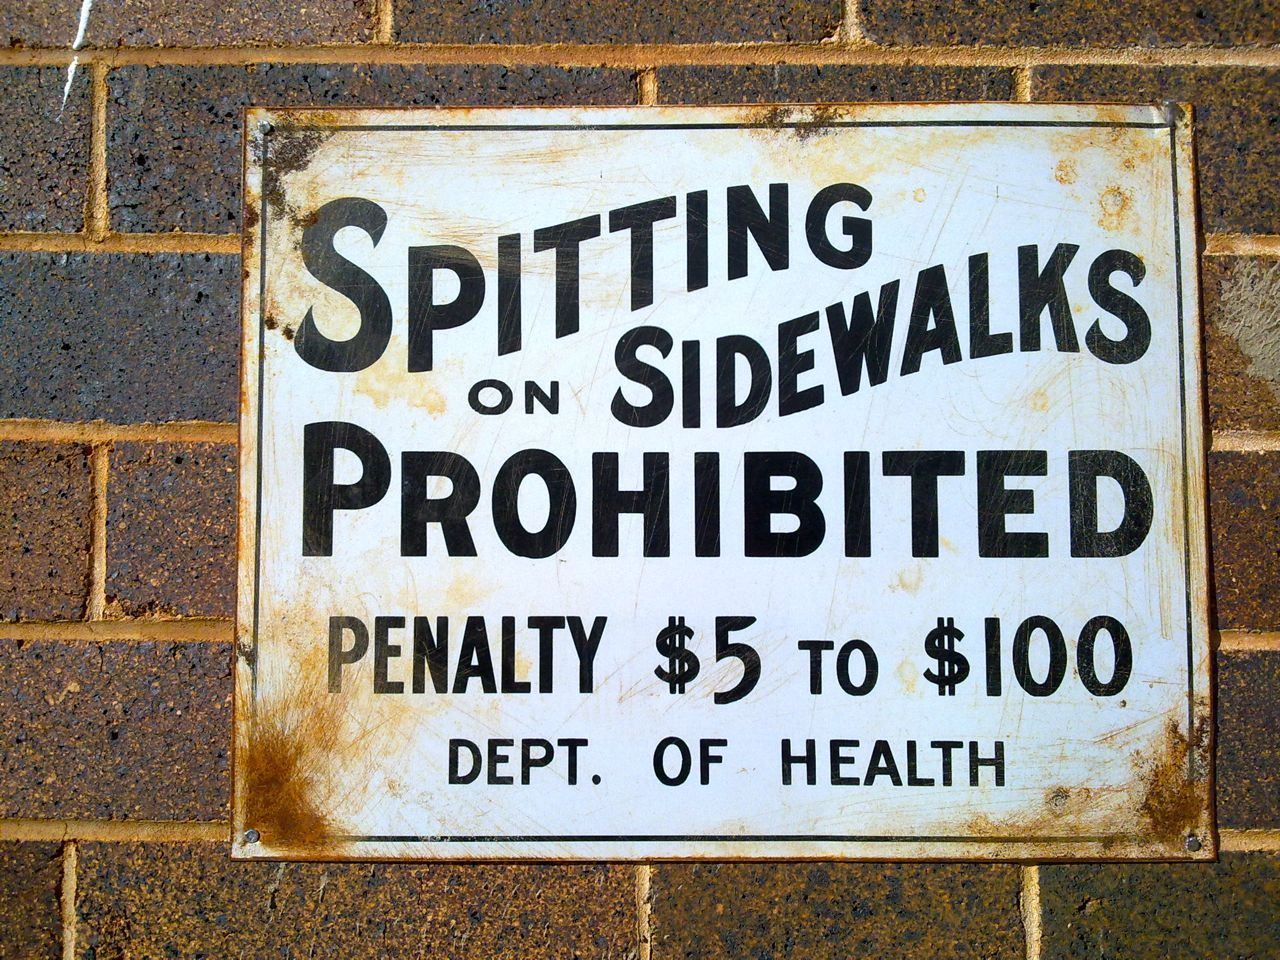 SPITTING
ON SIDEWALKS
PROHIBITED
PENALTY $5 TO $100
DEPT. OF HEALTH